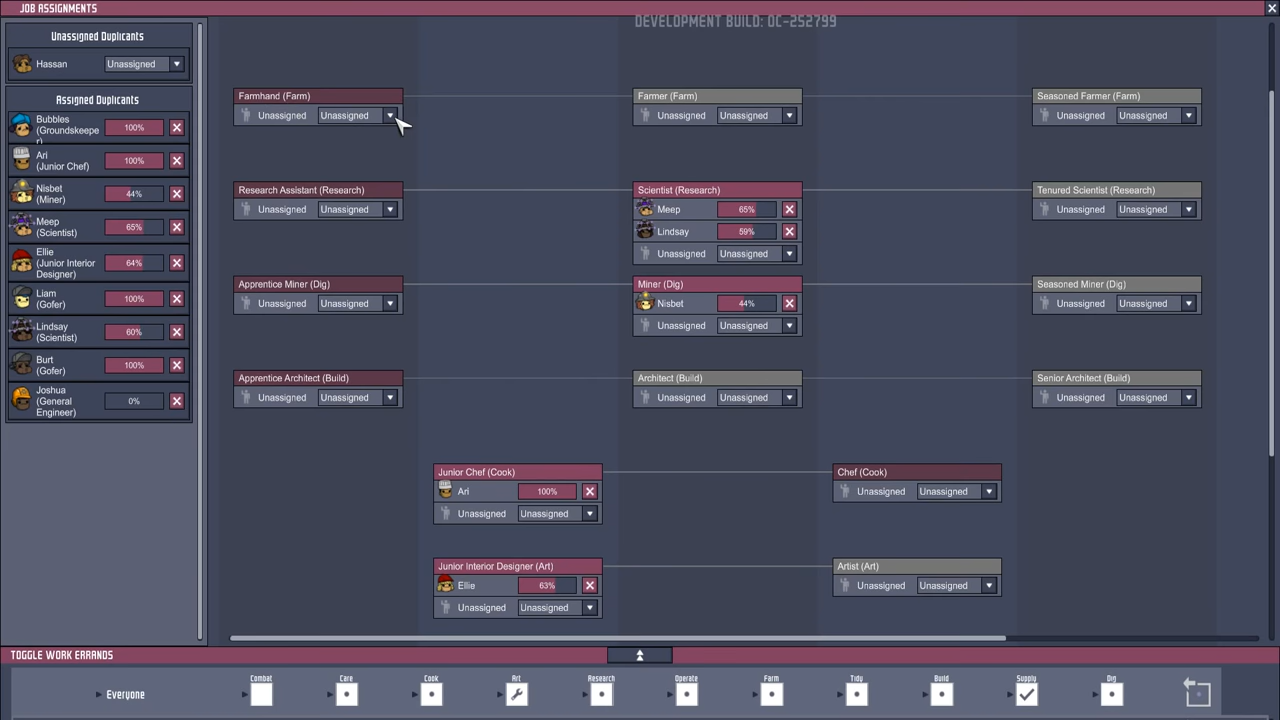 JOB ASSIGNMENTS
DEVELOPMENT BUILD: OC-252799
Unassigned Duplicants
Hassan Unassigned
Assigned Duplicants
Bubbles
(Groundskeepe
r)
100%
Ari
(Junior Chef)
100%
Nisbet
(Miner)
44%
Meep
(Scientist)
65%
Ellie
(Junior Interior
Designer)
64%
Liam
(Gofer)
100%
Lindsay
(Scientist)
60%
Burt
(Gofer)
100%
Joshua
(General
Engineer)
0%
Farmhand (Farm)
Unassigned Unassigned
Farmer (Farm)
Unassigned Unassigned
Seasoned Farmer (Farm)
Unassigned Unassigned
Research Assistant (Research)
Unassigned Unassigned
Scientist (Research)
Meep 65%
Lindsay 59%
Unassigned Unassigned
Tenured Scientist (Research)
Unassigned Unassigned
Apprentice Miner (Dig)
Unassigned Unassigned
Miner (Dig)
Nisbet 44%
Unassigned Unassigned
Seasoned Miner (Dig)
Unassigned Unassigned
Apprentice Architect (Build)
Unassigned Unassigned
Architect (Build)
Unassigned Unassigned
Senior Architect (Build)
Unassigned Unassigned
Junior Chef (Cook)
Ari 100%
Unassigned Unassigned
Chef (Cook)
Unassigned Unassigned
Junior Interior Designer (Art)
Ellie 63%
Unassigned Unassigned
Artist (Art)
Unassigned Unassigned
TOGGLE WORK ERRANDS
Everyone
Combat Care Cook Art Research Operate Farm Tidy Build Supply Dig